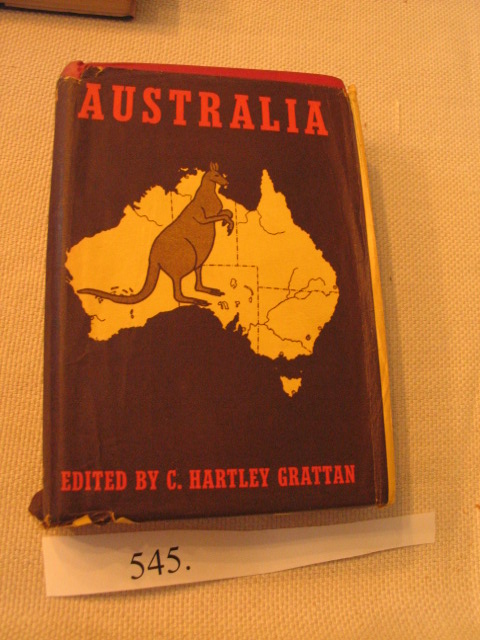 AUSTRALIA
EDITED BY C. HARTLEY GRATTAN
545.